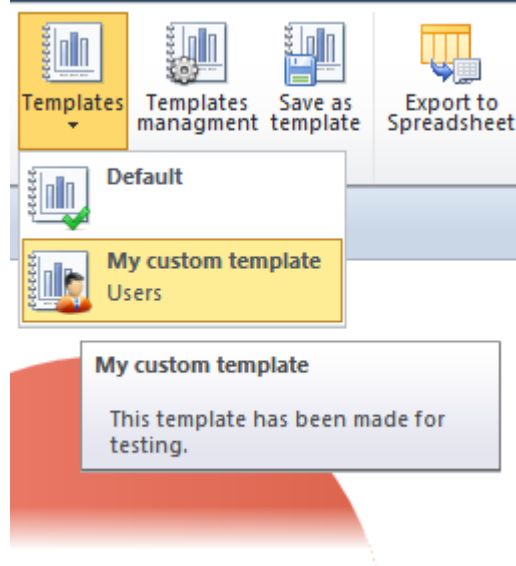 Templates
Templates
managment
Save as
template
Export to
Spreadsheet
Default
My custom template
Users
My custom template
This template has been made for
testing.